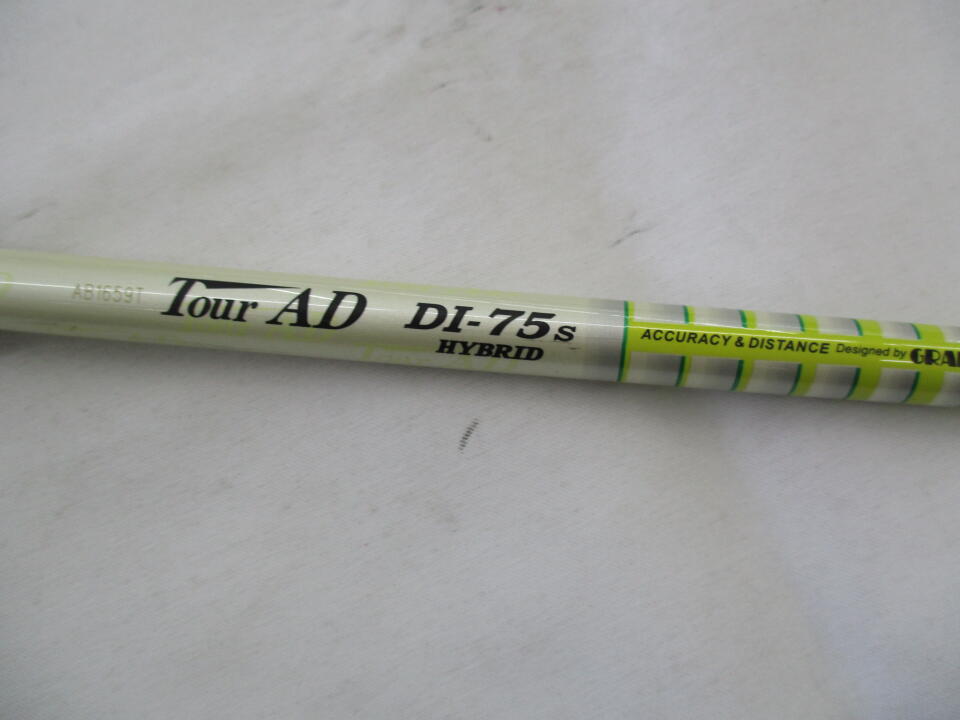 AB1659T Tour AD DI-75s ACCURACY & DISTANCE Designed by
HYBRID